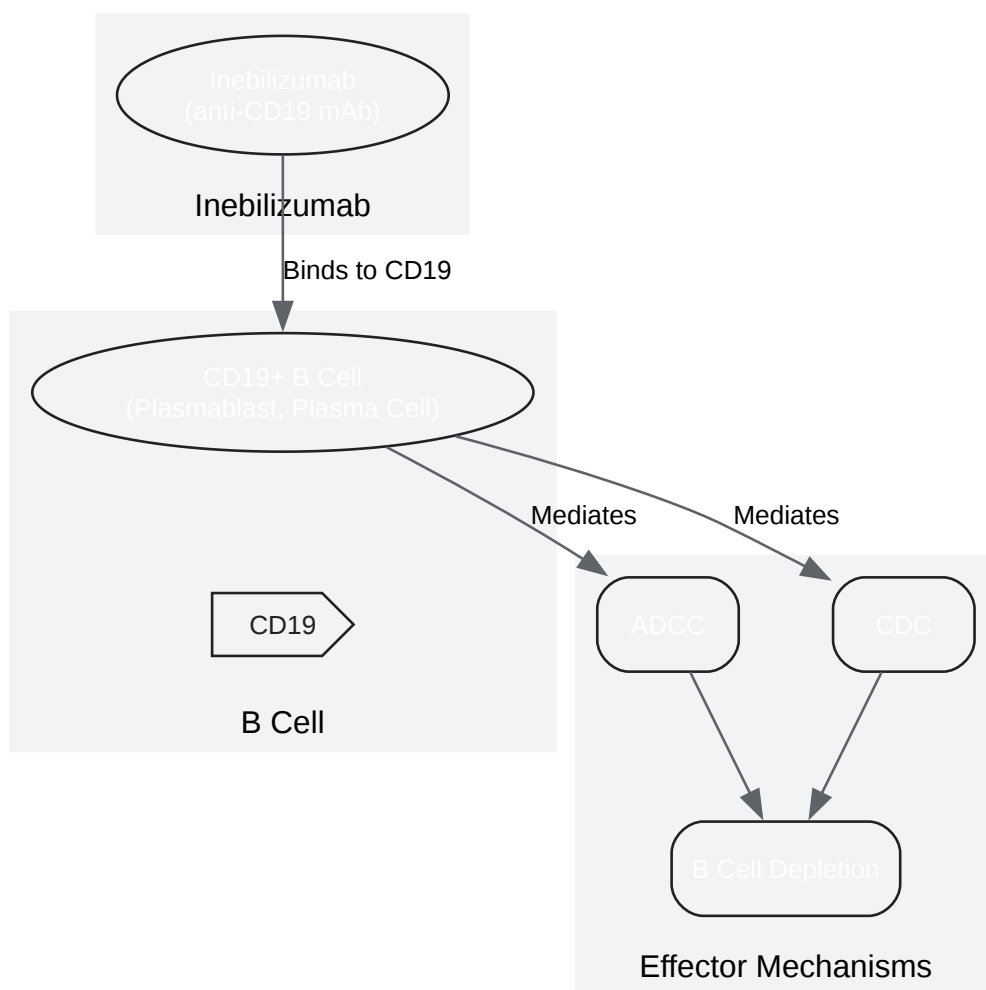 Inebilizumab
(anti-CD19 mAb)
Inebilizumab
Binds to CD19
CD19+ B Cell
(Plasmablast, Plasma Cell)
Mediates
Mediates
CD19
ADCC
CDC
B Cell
B Cell Depletion
Effector Mechanisms